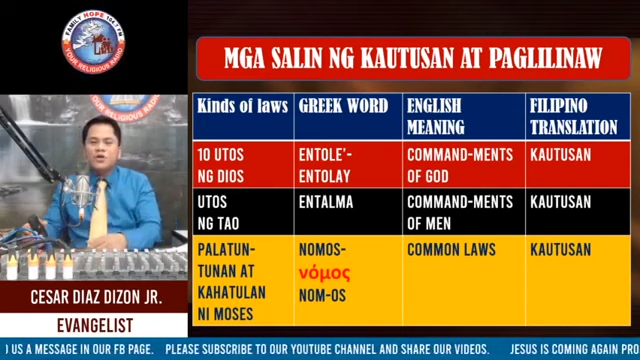 FAMILY HOPE
YOUR RELIGIOUS RADIO
MGA SALIN NG KAUTUSAN AT PAGLILINAW
Kinds of laws GREEK WORD ENGLISH MEANING FILIPINO TRANSLATION
10 UTOS NG DIOS ENTOLE'- ENTOLAY COMMAND-MENTS OF GOD KAUTUSAN
UTOS NG TAO ENTALMA COMMAND-MENTS OF MEN KAUTUSAN
PALATUN-TUNAN AT KAHATULAN NI MOSES NOMOS- νόμος NOM-OS COMMON LAWS KAUTUSAN
YOUR RELIGIOUS RADIO
CESAR DIAZ DIZON JR.
EVANGELIST
D US A MESSAGE IN OUR FB PAGE. PLEASE SUBSCRIBE TO OUR YOUTUBE CHANNEL AND SHARE OUR VIDEOS. JESUS IS COMING AGAIN PRO